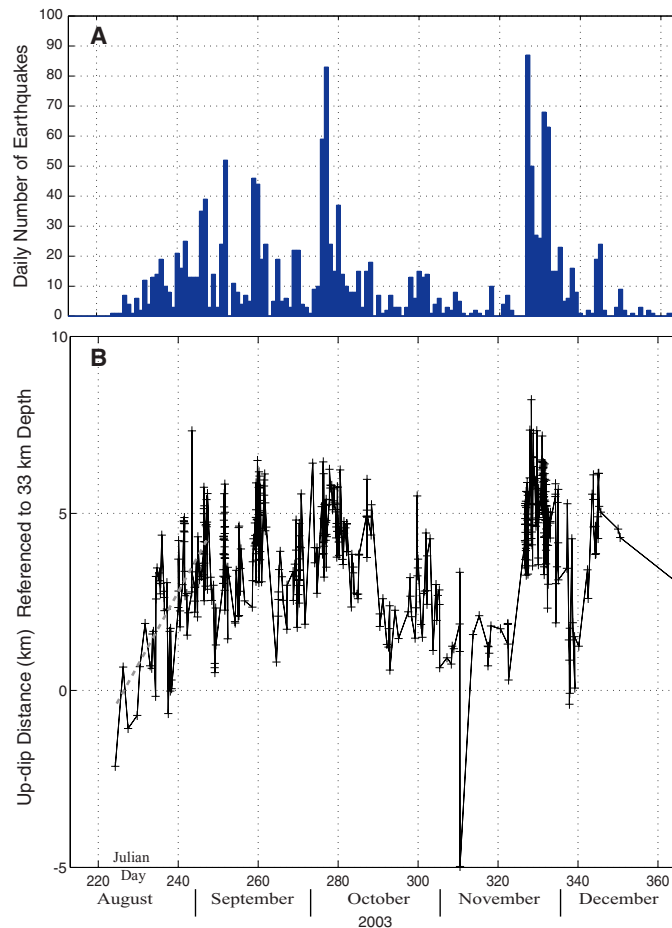 A
Daily Number of Earthquakes
100
90
80
70
60
50
40
30
20
10
0
B
Up-dip Distance (km) Referenced to 33 km Depth
10
5
0
-5
Julian
Day
220 240 260 280 300 320 340 360
August September October November December
2003